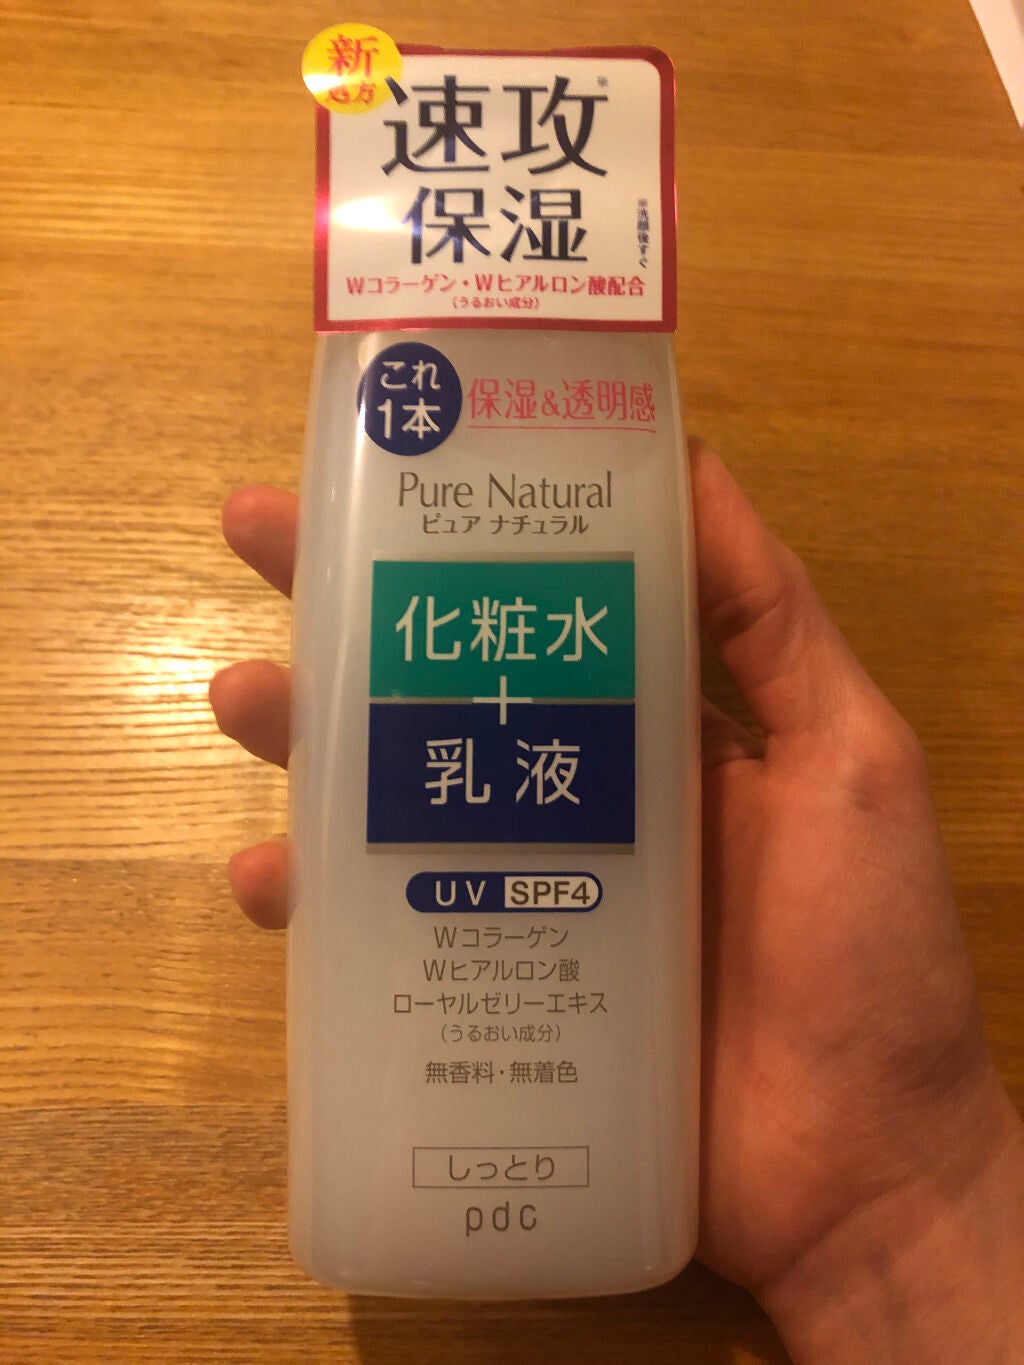 新
処方
速攻※
保湿
※洗顔後すぐ
Wコラーゲン・Wヒアルロン酸配合
(うるおい成分)
これ
1本
保湿&透明感
Pure Natural
ピュア ナチュラル
化粧水
+
乳液
UV SPF4
Wコラーゲン
Wヒアルロン酸
ローヤルゼリーエキス
(うるおい成分)
無香料・無着色
しっとり
pdc